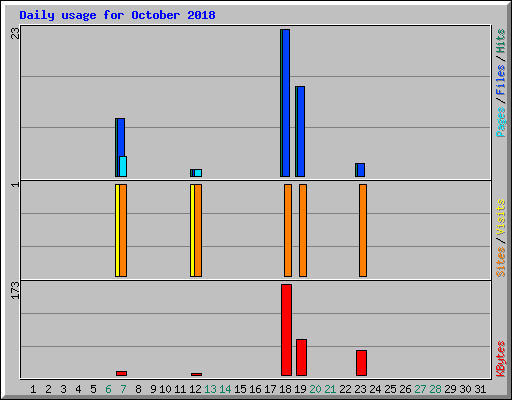 Daily usage for October 2018
23
1
173
Pages/Files/Hits
Sites/Visits
KBytes
1 2 3 4 5 6 7 8 9 10 11 12 13 14 15 16 17 18 19 20 21 22 23 24 25 26 27 28 29 30 31